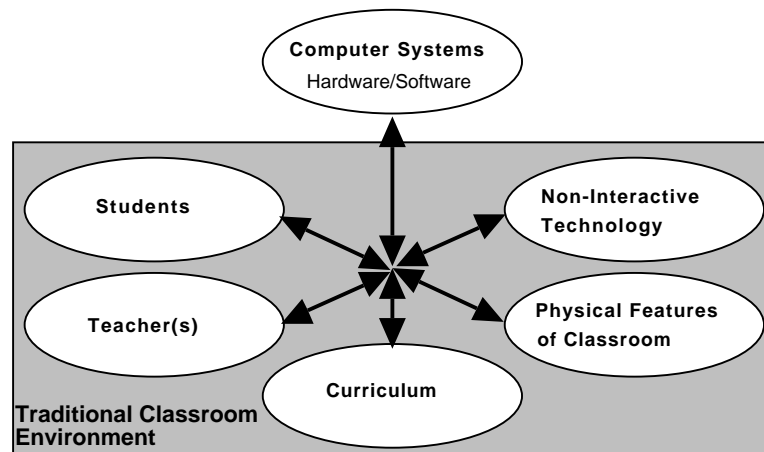 Computer Systems
Hardware/Software
Students
Non-Interactive
Technology
Teacher(s)
Physical Features
of Classroom
Curriculum
Traditional Classroom
Environment